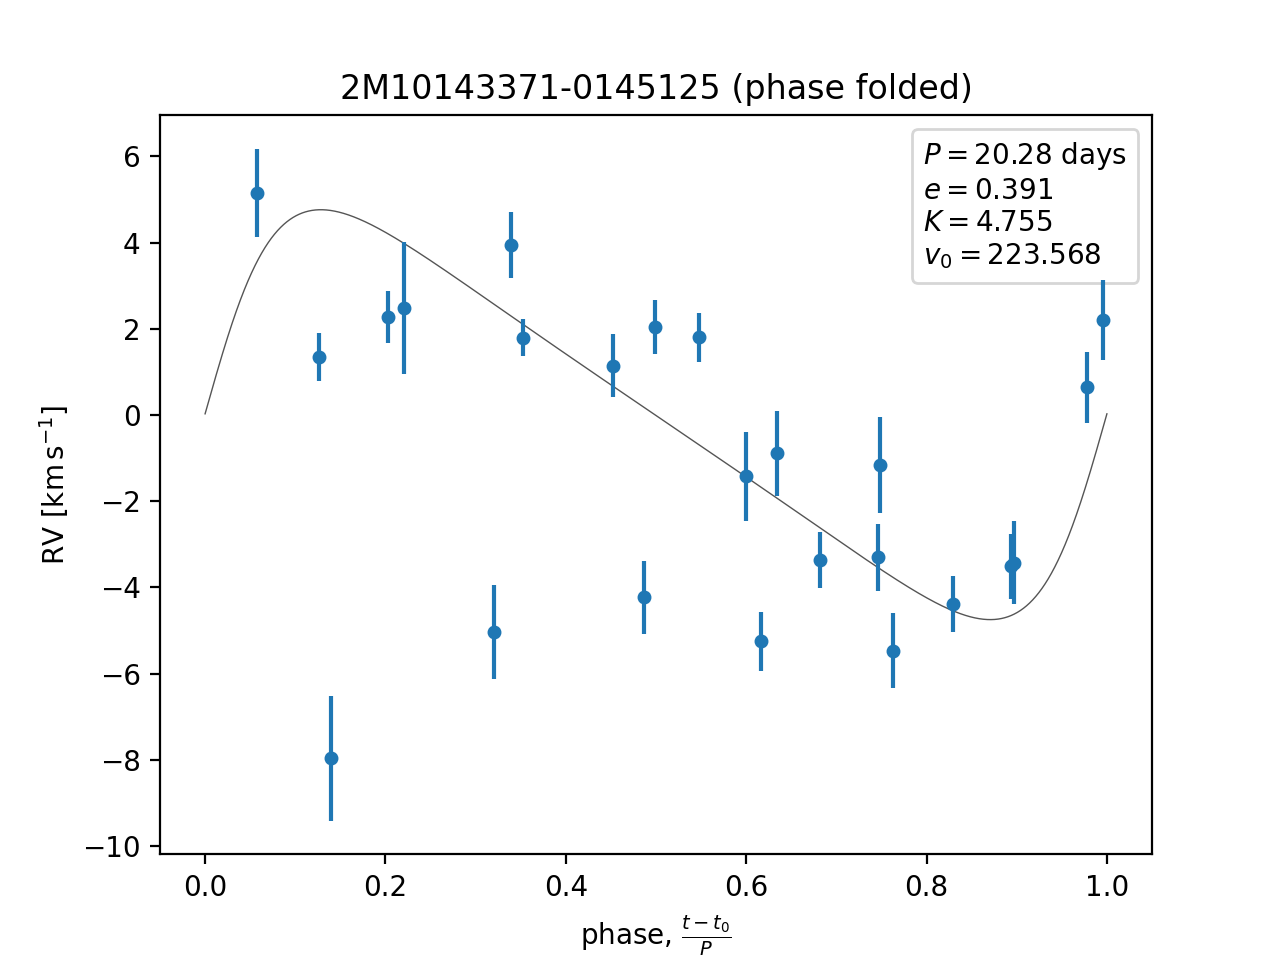 2M10143371-0145125 (phase folded)
P = 20.28 days
e = 0.391
K = 4.755
v₀ = 223.568
RV [km s⁻¹]
6
4
2
0
−2
−4
−6
−8
−10
0.0 0.2 0.4 0.6 0.8 1.0
phase, (t − t₀)/P